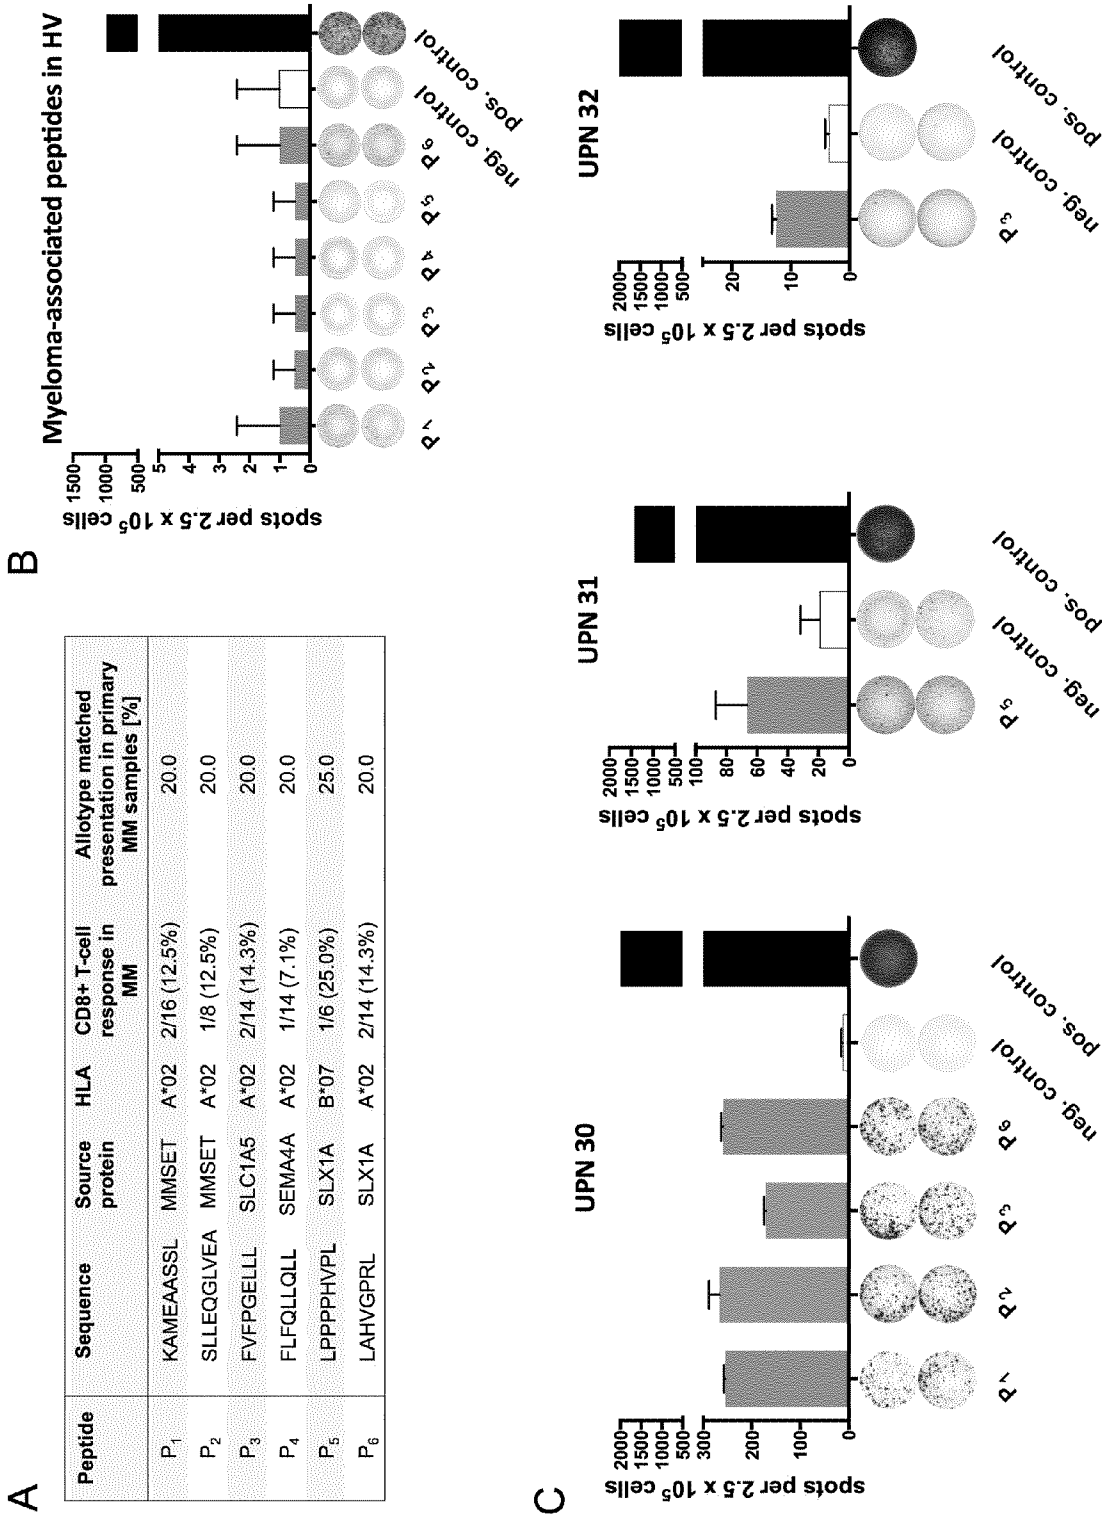 A
Peptide Sequence Source protein HLA CD8+ T-cell response in MM Allotype matched presentation in primary MM samples [%]
P1 KAMEAASSL MMSET A*02 2/16 (12.5%) 20.0
P2 SLLEQGLVEA MMSET A*02 1/8 (12.5%) 20.0
P3 FVFPGELLL SLC1A5 A*02 2/14 (14.3%) 20.0
P4 FLFQLLQLL SEMA4A A*02 1/14 (7.1%) 20.0
P5 LPPPPHVPL SLX1A B*07 1/6 (25.0%) 25.0
P6 LAHVGPRL SLX1A A*02 2/14 (14.3%) 20.0
B
Myeloma-associated peptides in HV
spots per 2.5 x 10⁵ cells
1500
1000
500
5
4
3
2
1
0
P1 P2 P3 P4 P5 P6 neg. control pos. control
C
UPN 30
spots per 2.5 x 10⁵ cells
2000
1500
1000
500
300
200
100
0
P1 P2 P3 P6 neg. control pos. control
UPN 31
spots per 2.5 x 10⁵ cells
2000
1500
1000
500
100
80
60
40
20
0
P5 neg. control pos. control
UPN 32
spots per 2.5 x 10⁵ cells
2000
1500
1000
500
20
10
0
P3 neg. control pos. control